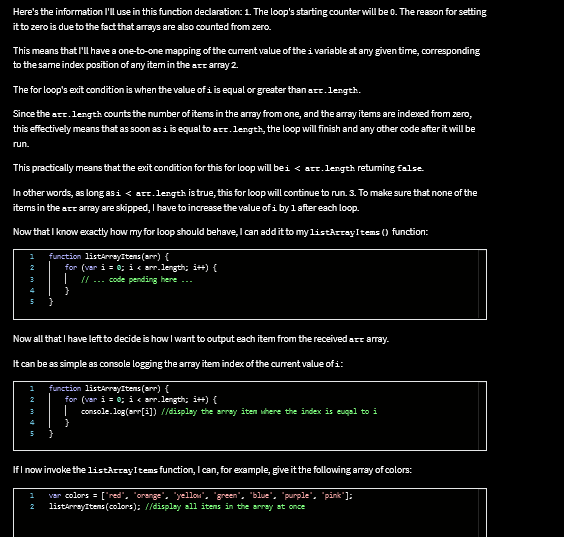 Here's the information I'll use in this function declaration: 1. The loop's starting counter will be 0. The reason for setting
it to zero is due to the fact that arrays are also counted from zero.
This means that I'll have a one-to-one mapping of the current value of the i variable at any given time, corresponding
to the same index position of any item in the arr array 2.
The for loop's exit condition is when the value of i is equal or greater than arr.length.
Since the arr.length counts the number of items in the array from one, and the array items are indexed from zero,
this effectively means that as soon as i is equal to arr.length, the loop will finish and any other code after it will be
run.
This practically means that the exit condition for this for loop will be i < arr.length returning false.
In other words, as long as i < arr.length is true, this for loop will continue to run. 3. To make sure that none of the
items in the arr array are skipped, I have to increase the value of i by 1 after each loop.
Now that I know exactly how my for loop should behave, I can add it to my listArrayItems() function:
1 function listArrayItems(arr) {
2 for (var i = 0; i < arr.length; i++) {
3 // ... code pending here ...
4 }
5 }
Now all that I have left to decide is how I want to output each item from the received arr array.
It can be as simple as console logging the array item index of the current value of i:
1 function listArrayItems(arr) {
2 for (var i = 0; i < arr.length; i++) {
3 console.log(arr[i]) //display the array item where the index is euqal to i
4 }
5 }
If I now invoke the listArrayItems function, I can, for example, give it the following array of colors:
1 var colors = ['red', 'orange', 'yellow', 'green', 'blue', 'purple', 'pink'];
2 listArrayItems(colors); //display all items in the array at once